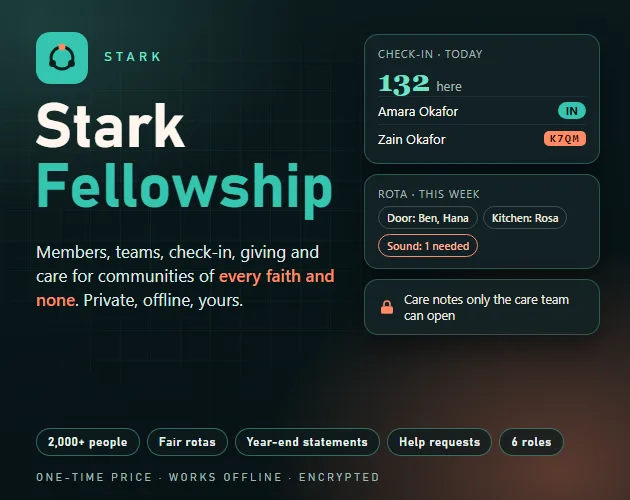 STARK
Stark
Fellowship
Members, teams, check-in, giving and
care for communities of every faith and
none. Private, offline, yours.
CHECK-IN · TODAY
132 here
Amara Okafor IN
Zain Okafor K7QM
ROTA · THIS WEEK
Door: Ben, Hana Kitchen: Rosa
Sound: 1 needed
Care notes only the care team
can open
2,000+ people Fair rotas Year-end statements Help requests 6 roles
ONE-TIME PRICE · WORKS OFFLINE · ENCRYPTED